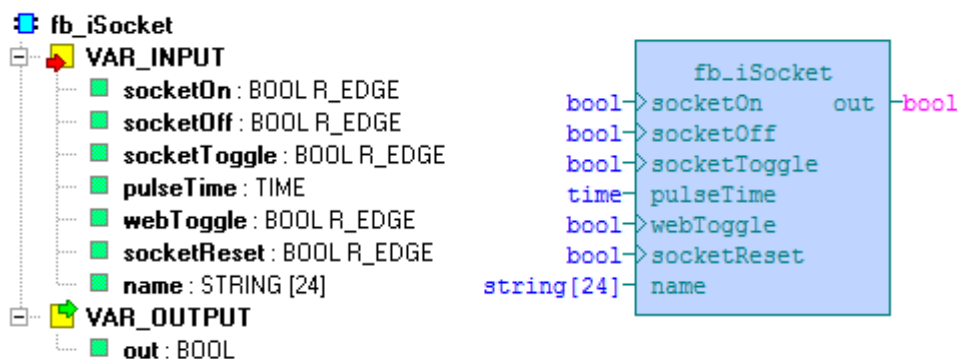 fb_iSocket
VAR_INPUT
socketOn : BOOL R_EDGE
socketOff : BOOL R_EDGE
socketToggle : BOOL R_EDGE
pulseTime : TIME
webToggle : BOOL R_EDGE
socketReset : BOOL R_EDGE
name : STRING [24]
VAR_OUTPUT
out : BOOL
fb_iSocket
bool socketOn out bool
bool socketOff
bool socketToggle
time pulseTime
bool webToggle
bool socketReset
string[24] name